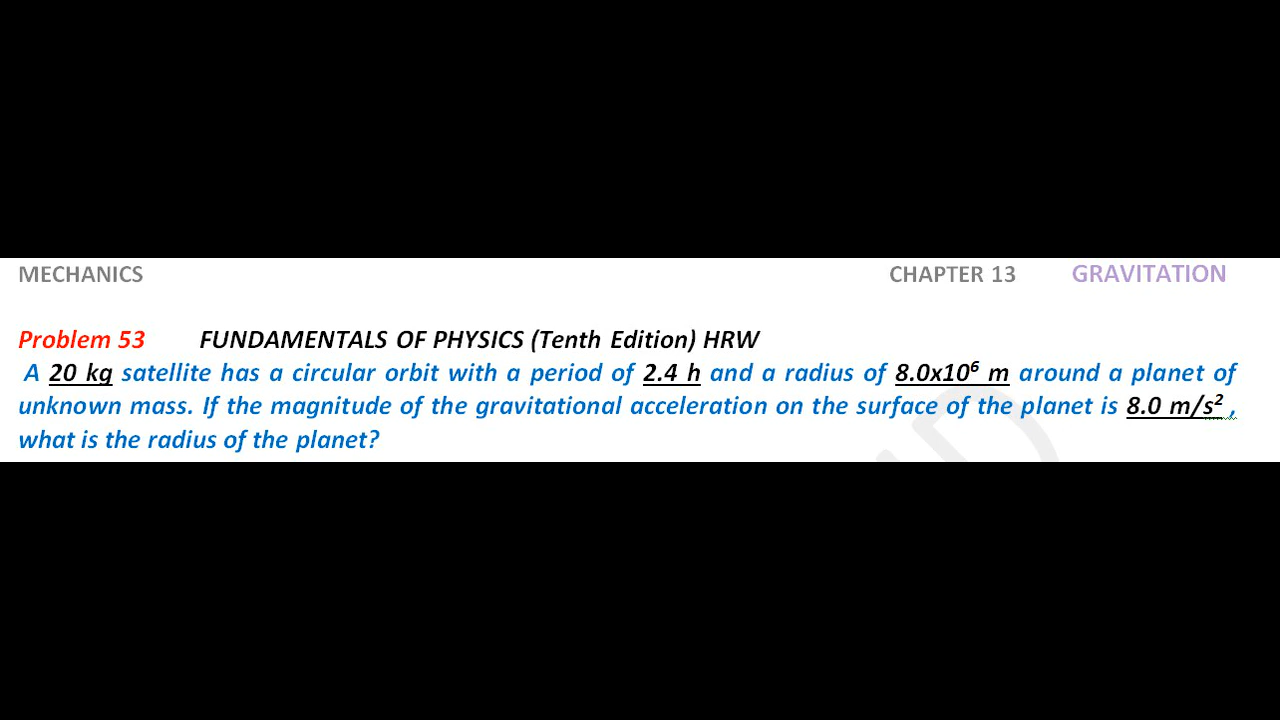 MECHANICS CHAPTER 13 GRAVITATION
Problem 53 FUNDAMENTALS OF PHYSICS (Tenth Edition) HRW
A 20 kg satellite has a circular orbit with a period of 2.4 h and a radius of 8.0x10⁶ m around a planet of
unknown mass. If the magnitude of the gravitational acceleration on the surface of the planet is 8.0 m/s² ,
what is the radius of the planet?